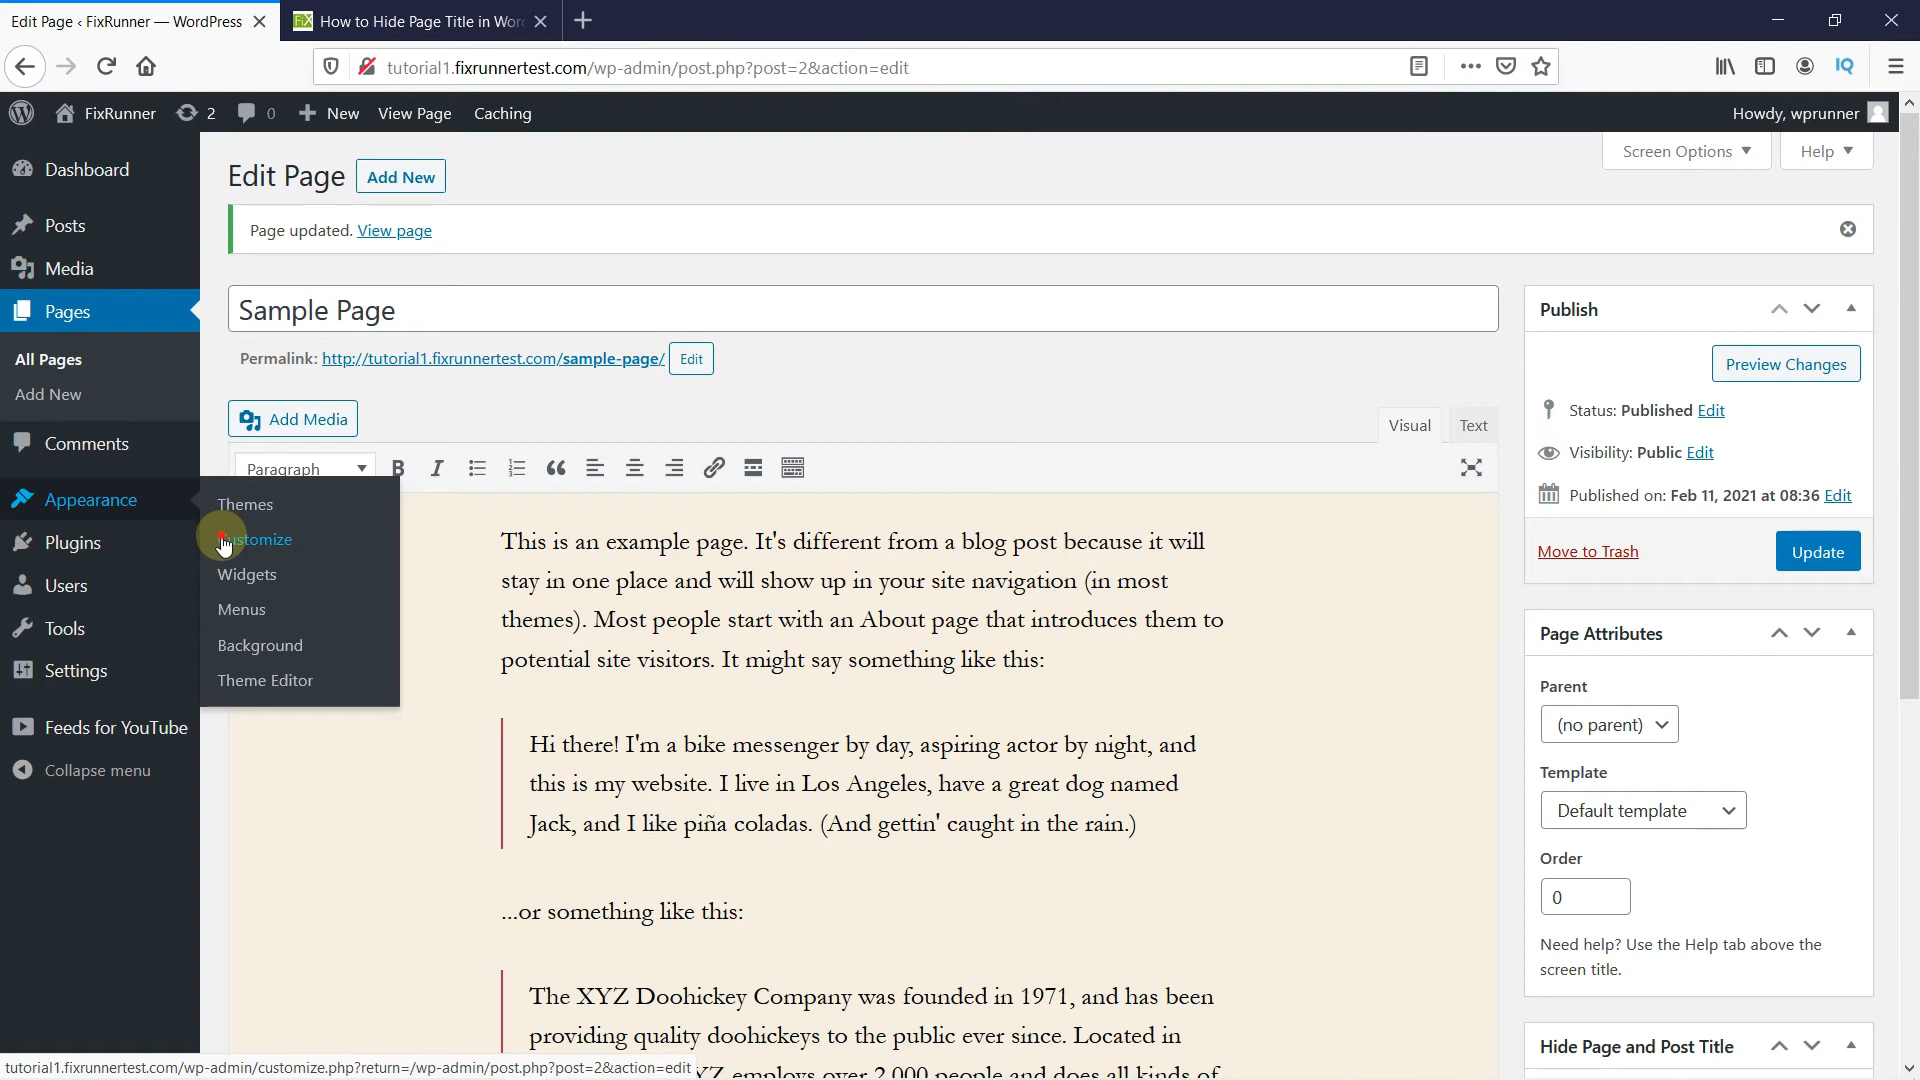 Edit Page ‹ FixRunner — WordPress
How to Hide Page Title in Wor
tutorial1.fixrunnertest.com/wp-admin/post.php?post=2&action=edit
FixRunner
2
0
New
View Page
Caching
Howdy, wprunner
Dashboard
Posts
Media
Pages
All Pages
Add New
Comments
Appearance
Plugins
Users
Tools
Settings
Feeds for YouTube
Collapse menu
Themes
Customize
Widgets
Menus
Background
Theme Editor
Screen Options
Help
Edit Page
Add New
Page updated. View page
Sample Page
Permalink: http://tutorial1.fixrunnertest.com/sample-page/ Edit
Add Media
Visual
Text
Paragraph
This is an example page. It's different from a blog post because it will
stay in one place and will show up in your site navigation (in most
themes). Most people start with an About page that introduces them to
potential site visitors. It might say something like this:
Hi there! I'm a bike messenger by day, aspiring actor by night, and
this is my website. I live in Los Angeles, have a great dog named
Jack, and I like piña coladas. (And gettin' caught in the rain.)
...or something like this:
The XYZ Doohickey Company was founded in 1971, and has been
providing quality doohickeys to the public ever since. Located in
YZ employs over 2,000 people and does all kinds of
Publish
Preview Changes
Status: Published Edit
Visibility: Public Edit
Published on: Feb 11, 2021 at 08:36 Edit
Move to Trash
Update
Page Attributes
Parent
(no parent)
Template
Default template
Order
0
Need help? Use the Help tab above the
screen title.
Hide Page and Post Title
tutorial1.fixrunnertest.com/wp-admin/customize.php?return=/wp-admin/post.php?post=2&action=edit